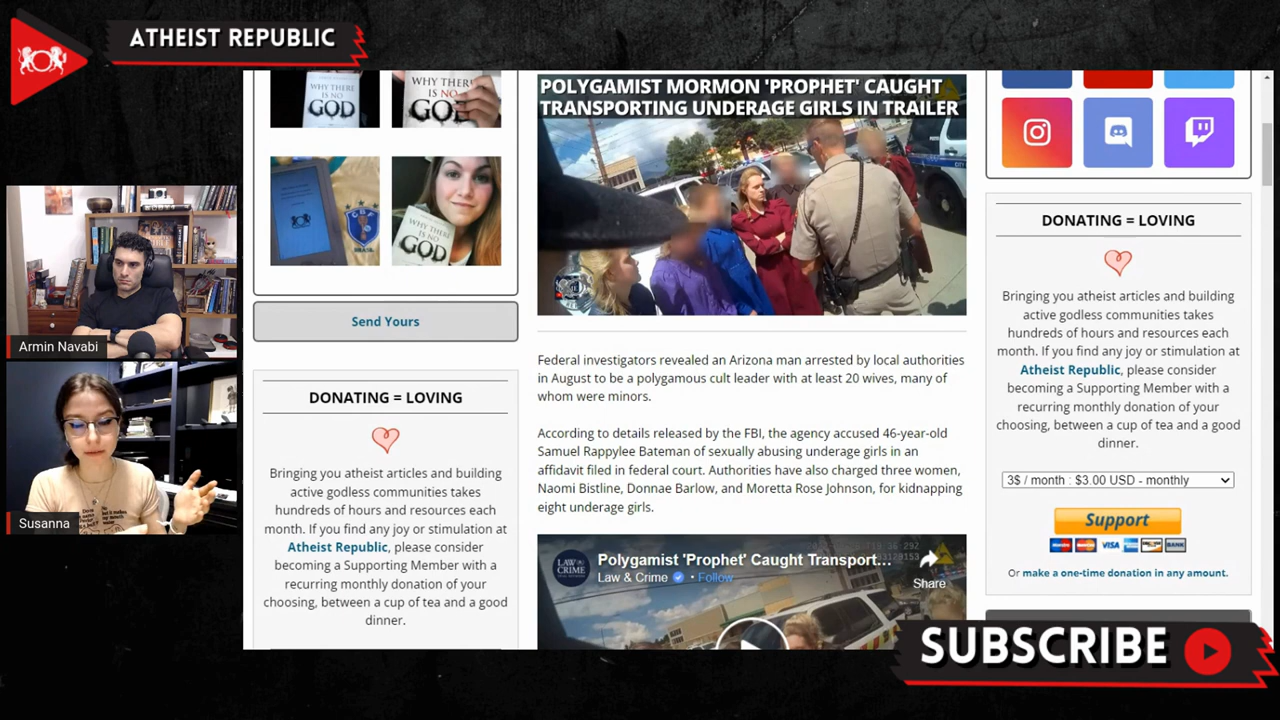 ATHEIST REPUBLIC
WHY THERE
IS NO
GOD
WHY THERE
IS NO
GOD
CBF
BRASIL
WHY THERE
IS NO
GOD
Send Yours
DONATING = LOVING
Bringing you atheist articles and building
active godless communities takes
hundreds of hours and resources each
month. If you find any joy or stimulation at
Atheist Republic, please consider
becoming a Supporting Member with a
recurring monthly donation of your
choosing, between a cup of tea and a good
dinner.
POLYGAMIST MORMON 'PROPHET' CAUGHT
TRANSPORTING UNDERAGE GIRLS IN TRAILER
Federal investigators revealed an Arizona man arrested by local authorities
in August to be a polygamous cult leader with at least 20 wives, many of
whom were minors.
According to details released by the FBI, the agency accused 46-year-old
Samuel Rappylee Bateman of sexually abusing underage girls in an
affidavit filed in federal court. Authorities have also charged three women,
Naomi Bistline, Donnae Barlow, and Moretta Rose Johnson, for kidnapping
eight underage girls.
LAW&
CRIME
Polygamist 'Prophet' Caught Transport...
Law & Crime • Follow
Share
DONATING = LOVING
Bringing you atheist articles and building
active godless communities takes
hundreds of hours and resources each
month. If you find any joy or stimulation at
Atheist Republic, please consider
becoming a Supporting Member with a
recurring monthly donation of your
choosing, between a cup of tea and a good
dinner.
3$ / month : $3.00 USD - monthly
Support
VISA
BANK
Or make a one-time donation in any amount.
Armin Navabi
Susanna
SUBSCRIBE